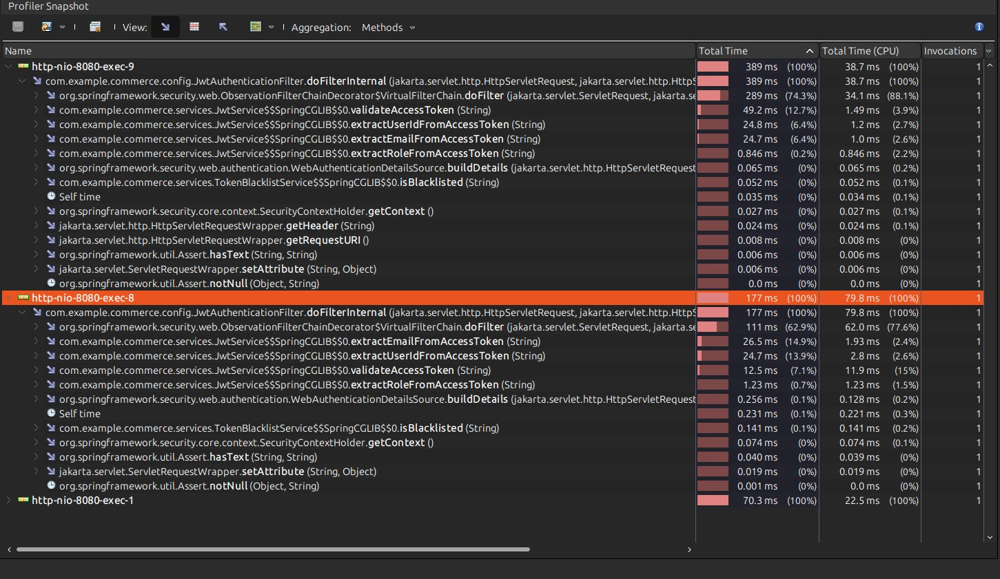 Profiler Snapshot
View: Aggregation: Methods
Name Total Time Total Time (CPU) Invocations
http-nio-8080-exec-9 389 ms (100%) 38.7 ms (100%) 1
com.example.commerce.config.JwtAuthenticationFilter.doFilterInternal (jakarta.servlet.http.HttpServletRequest, jakarta.servlet.http.HttpS 389 ms (100%) 38.7 ms (100%) 1
org.springframework.security.web.ObservationFilterChainDecorator$VirtualFilterChain.doFilter (jakarta.servlet.ServletRequest, jakarta.se 289 ms (74.3%) 34.1 ms (88.1%) 1
com.example.commerce.services.JwtService$$SpringCGLIB$$0.validateAccessToken (String) 49.2 ms (12.7%) 1.49 ms (3.9%) 1
com.example.commerce.services.JwtService$$SpringCGLIB$$0.extractUserIdFromAccessToken (String) 24.8 ms (6.4%) 1.2 ms (2.7%) 1
com.example.commerce.services.JwtService$$SpringCGLIB$$0.extractEmailFromAccessToken (String) 24.7 ms (6.4%) 1.0 ms (2.6%) 1
com.example.commerce.services.JwtService$$SpringCGLIB$$0.extractRoleFromAccessToken (String) 0.846 ms (0.2%) 0.846 ms (2.2%) 1
org.springframework.security.web.authentication.WebAuthenticationDetailsSource.buildDetails (jakarta.servlet.http.HttpServletRequest 0.065 ms (0%) 0.065 ms (0.2%) 1
com.example.commerce.services.TokenBlacklistService$$SpringCGLIB$$0.isBlacklisted (String) 0.052 ms (0%) 0.052 ms (0.1%) 1
Self time 0.035 ms (0%) 0.034 ms (0.1%) 1
org.springframework.security.core.context.SecurityContextHolder.getContext () 0.027 ms (0%) 0.027 ms (0.1%) 1
jakarta.servlet.http.HttpServletRequestWrapper.getHeader (String) 0.024 ms (0%) 0.024 ms (0.1%) 1
jakarta.servlet.http.HttpServletRequestWrapper.getRequestURI () 0.008 ms (0%) 0.008 ms (0%) 1
org.springframework.util.Assert.hasText (String, String) 0.006 ms (0%) 0.006 ms (0%) 1
jakarta.servlet.ServletRequestWrapper.setAttribute (String, Object) 0.006 ms (0%) 0.006 ms (0%) 1
org.springframework.util.Assert.notNull (Object, String) 0.0 ms (0%) 0.0 ms (0%) 1
http-nio-8080-exec-8 177 ms (100%) 79.8 ms (100%) 1
com.example.commerce.config.JwtAuthenticationFilter.doFilterInternal (jakarta.servlet.http.HttpServletRequest, jakarta.servlet.http.HttpS 177 ms (100%) 79.8 ms (100%) 1
org.springframework.security.web.ObservationFilterChainDecorator$VirtualFilterChain.doFilter (jakarta.servlet.ServletRequest, jakarta.se 111 ms (62.9%) 62.0 ms (77.6%) 1
com.example.commerce.services.JwtService$$SpringCGLIB$$0.extractEmailFromAccessToken (String) 26.5 ms (14.9%) 1.93 ms (2.4%) 1
com.example.commerce.services.JwtService$$SpringCGLIB$$0.extractUserIdFromAccessToken (String) 24.7 ms (13.9%) 2.8 ms (2.6%) 1
com.example.commerce.services.JwtService$$SpringCGLIB$$0.validateAccessToken (String) 12.5 ms (7.1%) 11.9 ms (15%) 1
com.example.commerce.services.JwtService$$SpringCGLIB$$0.extractRoleFromAccessToken (String) 1.23 ms (0.7%) 1.23 ms (1.5%) 1
org.springframework.security.web.authentication.WebAuthenticationDetailsSource.buildDetails (jakarta.servlet.http.HttpServletRequest 0.256 ms (0.1%) 0.128 ms (0.2%) 1
Self time 0.231 ms (0.1%) 0.221 ms (0.3%) 1
com.example.commerce.services.TokenBlacklistService$$SpringCGLIB$$0.isBlacklisted (String) 0.141 ms (0.1%) 0.141 ms (0.2%) 1
org.springframework.security.core.context.SecurityContextHolder.getContext () 0.074 ms (0%) 0.074 ms (0.1%) 1
org.springframework.util.Assert.hasText (String, String) 0.040 ms (0%) 0.039 ms (0%) 1
jakarta.servlet.ServletRequestWrapper.setAttribute (String, Object) 0.019 ms (0%) 0.019 ms (0%) 1
org.springframework.util.Assert.notNull (Object, String) 0.001 ms (0%) 0.0 ms (0%) 1
http-nio-8080-exec-1 70.3 ms (100%) 22.5 ms (100%) 1